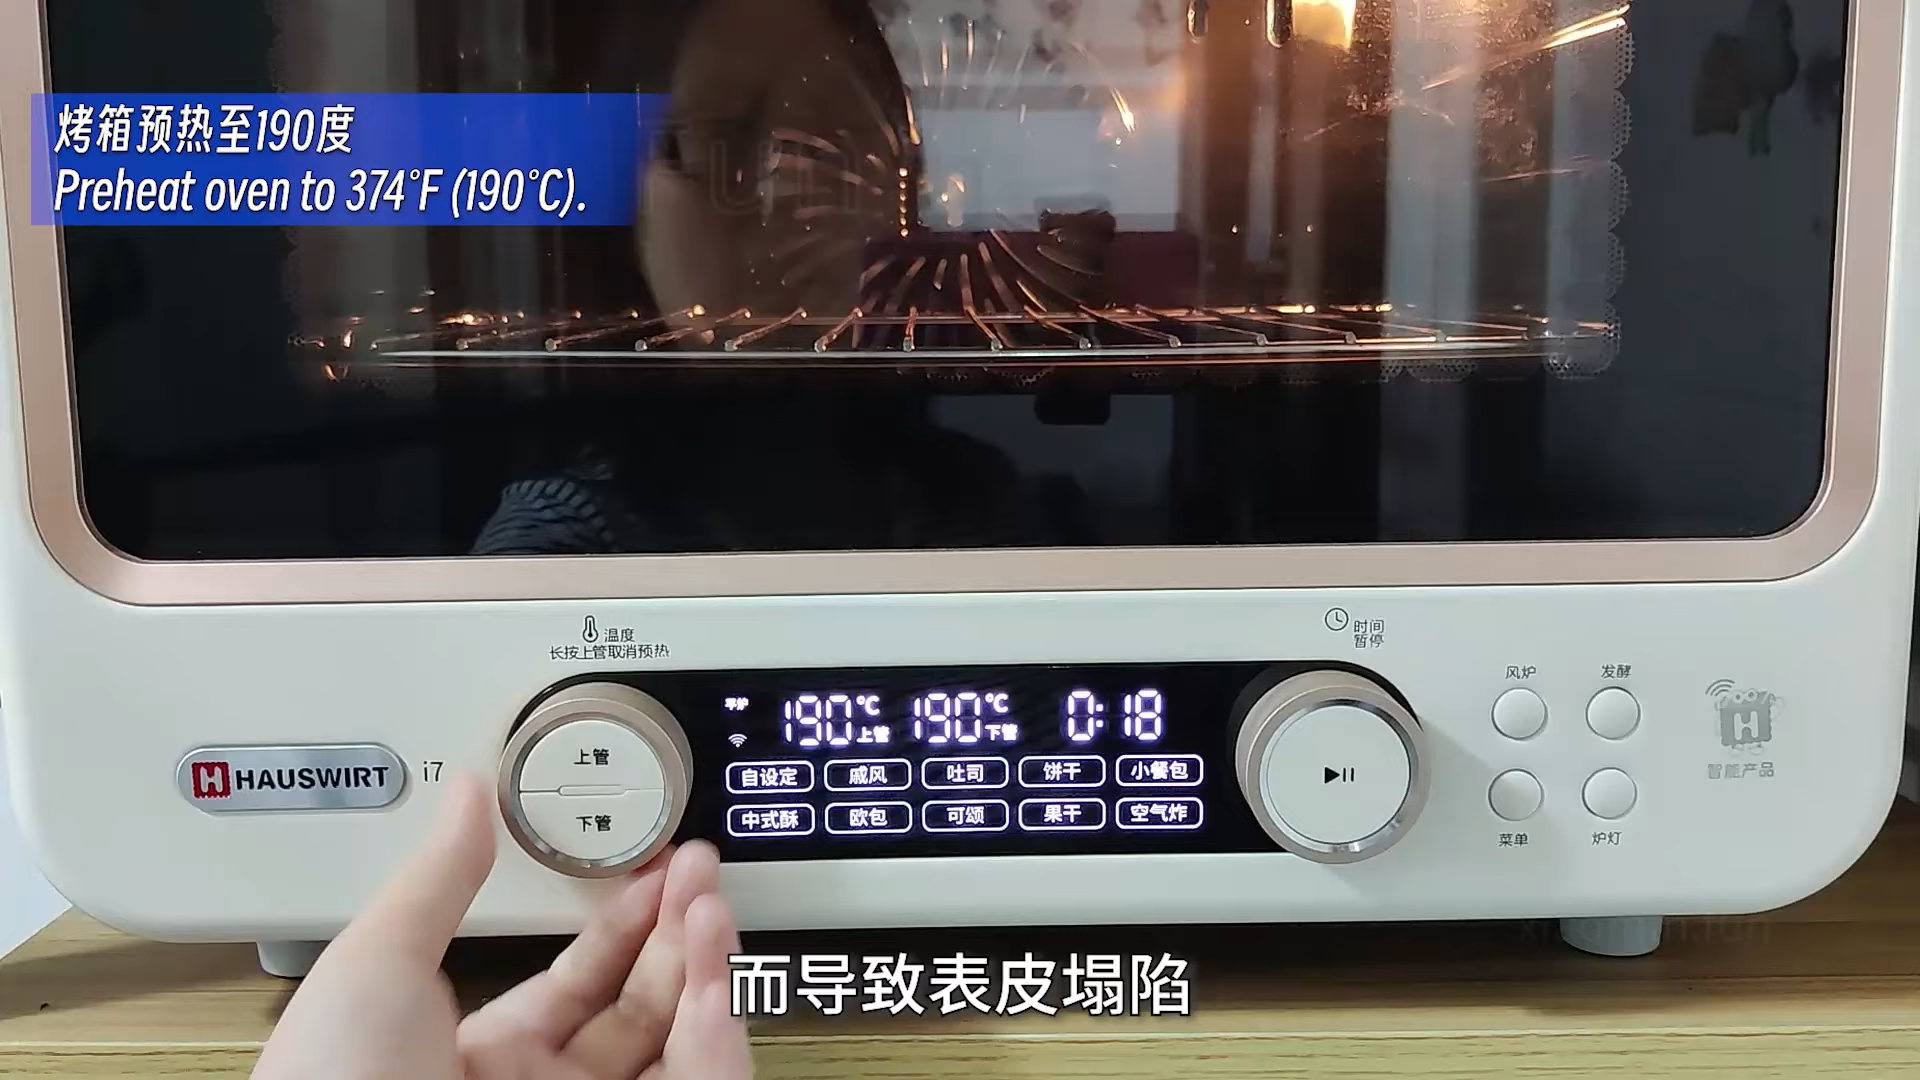 烤箱预热至190度
Preheat oven to 374°F (190°C).
温度
长按上管取消预热
时间
暂停
风炉
发酵
190°C上管 190°C下管 0:18
上管
下管
自设定 戚风 吐司 饼干 小餐包
中式酥 欧包 可颂 果干 空气炸
H HAUSWIRT i7
菜单
炉灯
H
智能产品
而导致表皮塌陷